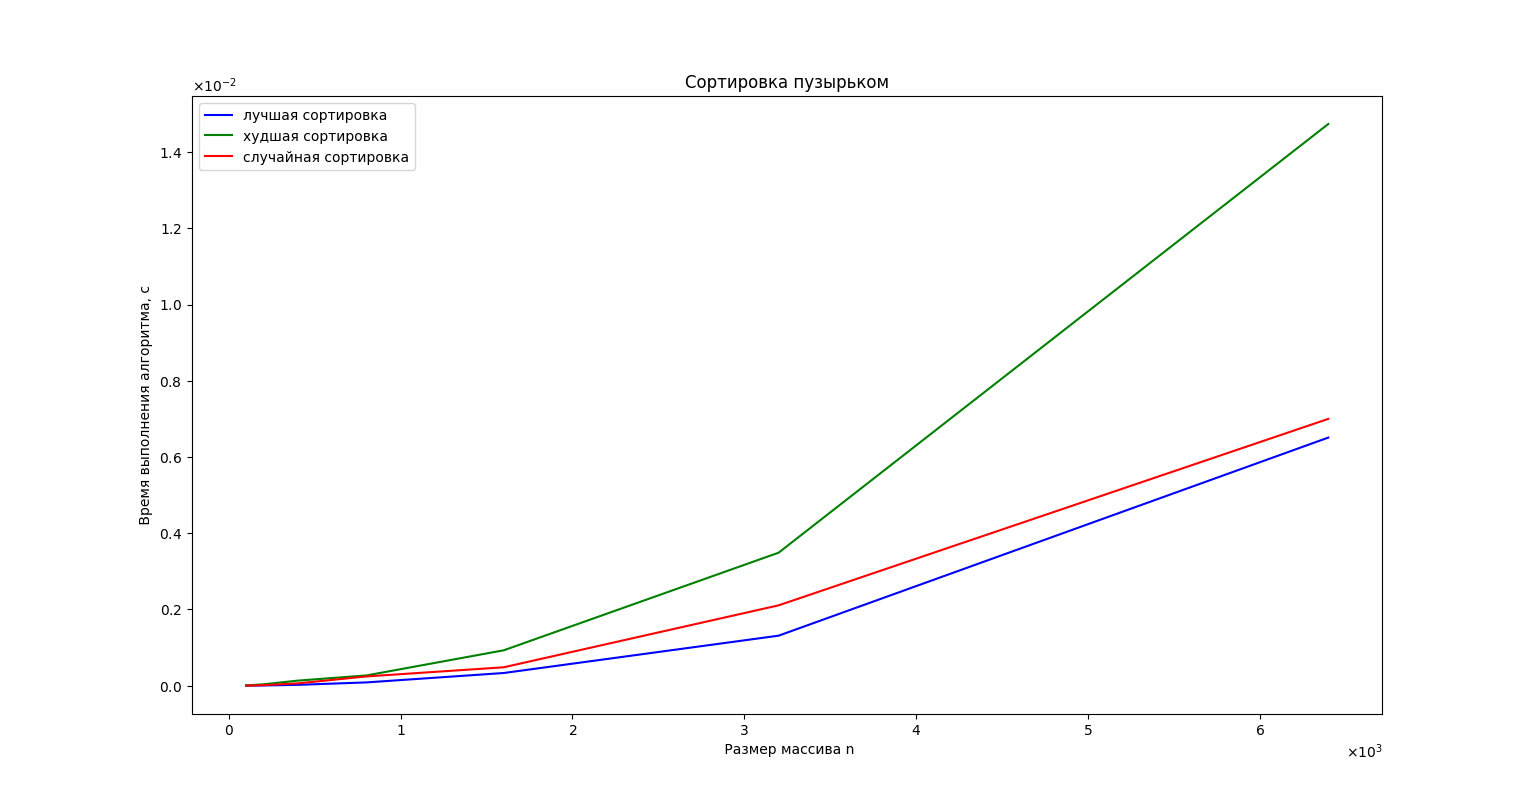 Сортировка пузырьком
×10⁻²
лучшая сортировка
худшая сортировка
случайная сортировка
1.4
1.2
1.0
0.8
0.6
0.4
0.2
0.0
Время выполнения алгоритма, с
0 1 2 3 4 5 6
Размер массива n
×10³